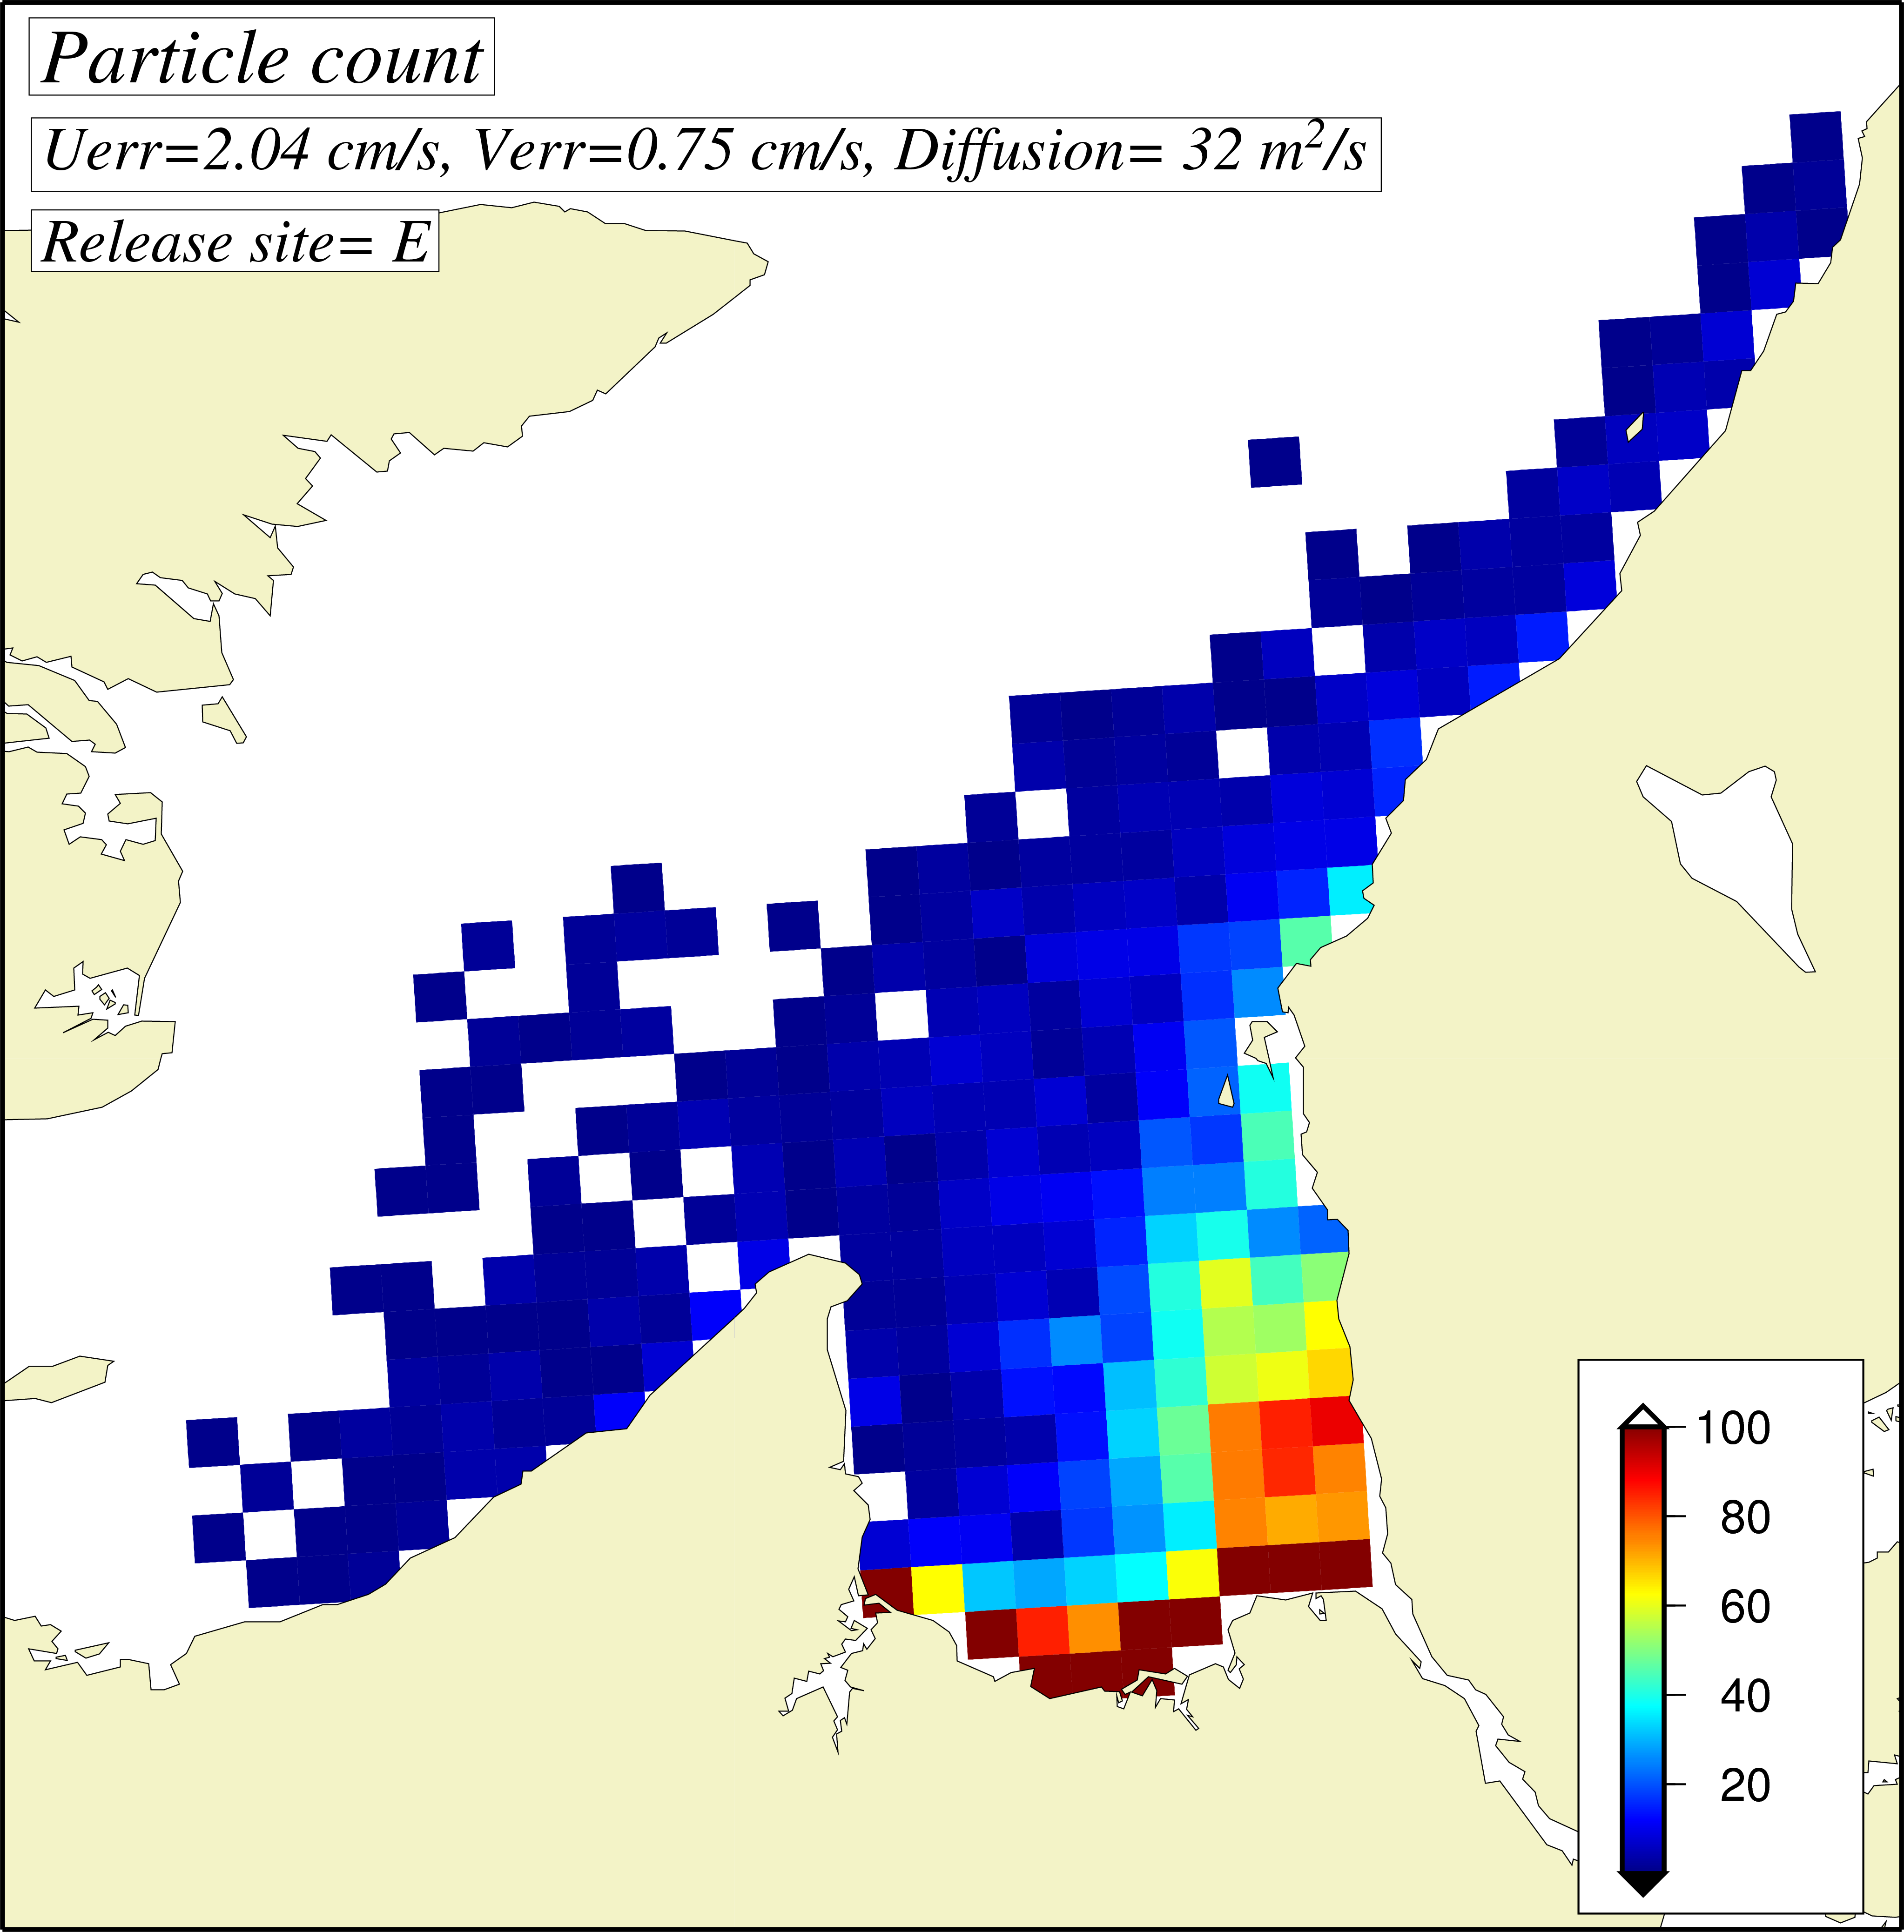 Particle count
Uerr=2.04 cm/s, Verr=0.75 cm/s, Diffusion= 32 m²/s
Release site= E
100
80
60
40
20